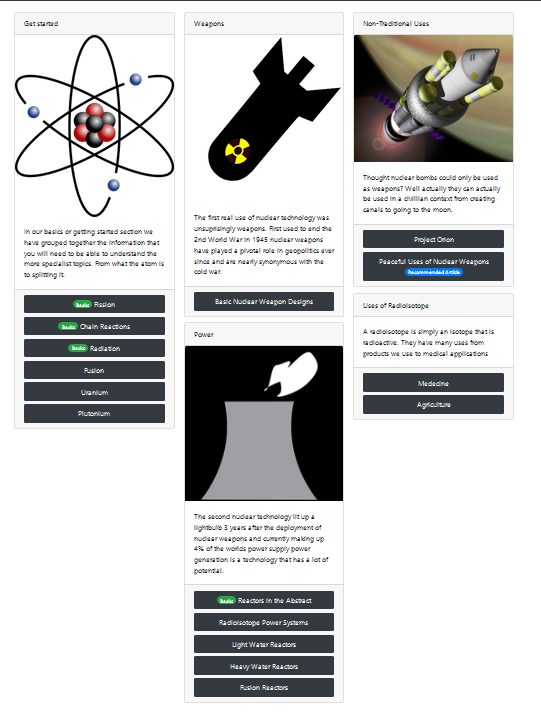 Get started
In our basics or getting started section we
have grouped together the information that
you will need to be able to understand the
more specialist topics. From what the atom is
to splitting it.
Basics Fission
Basics Chain Reactions
Basics Radiation
Fusion
Uranium
Plutonium
Weapons
The first real use of nuclear technology was
unsuprisingly weapons. First used to end the
2nd World War in 1945 nuclear weapons
have played a pivotal role in geopolitics ever
since and are nearly synonymous with the
cold war.
Basic Nuclear Weapon Designs
Power
The second nuclear technology lit up a
lightbulb 3 years after the deployment of
nuclear weapons and currently making up
4% of the worlds power supply power
generation is a technology that has a lot of
potential.
Basics Reactors in the Abstract
Radioisotope Power Systems
Light Water Reactors
Heavy Water Reactors
Fusion Reactors
Non-Traditional Uses
Thought nuclear bombs could only be used
as weapons? Well actually they can actually
be used in a civillian context from creating
canals to going to the moon.
Project Orion
Peaceful Uses of Nuclear Weapons
Recommended Article
Uses of Radioisotope
A radioisotope is simply an isotope that is
radioactive. They have many uses from
products we use to medical applications
Medecine
Agriculture